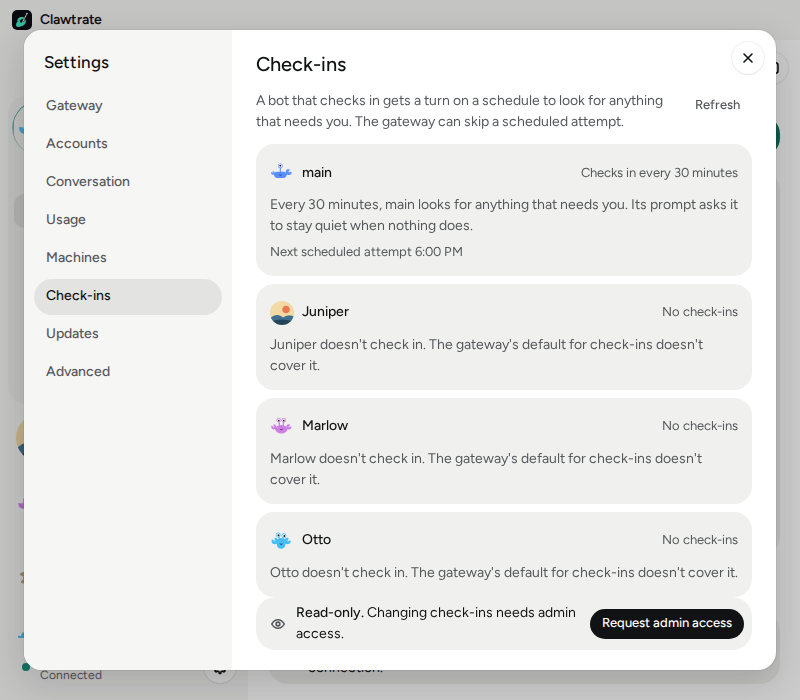 Clawtrate
Settings
Gateway
Accounts
Conversation
Usage
Machines
Check-ins
Updates
Advanced
Check-ins
A bot that checks in gets a turn on a schedule to look for anything
that needs you. The gateway can skip a scheduled attempt.
Refresh
main
Checks in every 30 minutes
Every 30 minutes, main looks for anything that needs you. Its prompt asks it
to stay quiet when nothing does.
Next scheduled attempt 6:00 PM
Juniper
No check-ins
Juniper doesn't check in. The gateway's default for check-ins doesn't
cover it.
Marlow
No check-ins
Marlow doesn't check in. The gateway's default for check-ins doesn't
cover it.
Otto
No check-ins
Otto doesn't check in. The gateway's default for check-ins doesn't cover it.
Read-only. Changing check-ins needs admin
access.
Request admin access
Connected
connection.